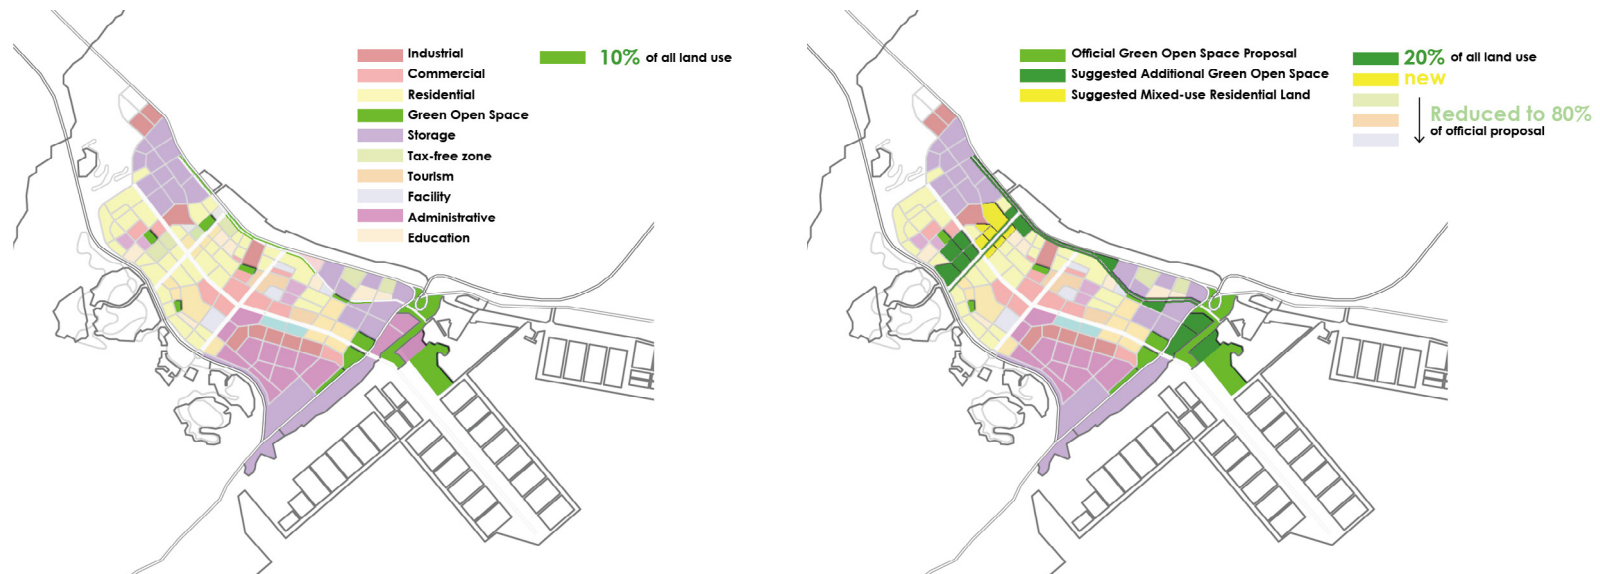 Industrial
Commercial
Residential
Green Open Space
Storage
Tax-free zone
Tourism
Facility
Administrative
Education
10% of all land use
Official Green Open Space Proposal
Suggested Additional Green Open Space
Suggested Mixed-use Residential Land
20% of all land use
new
Reduced to 80%
of official proposal